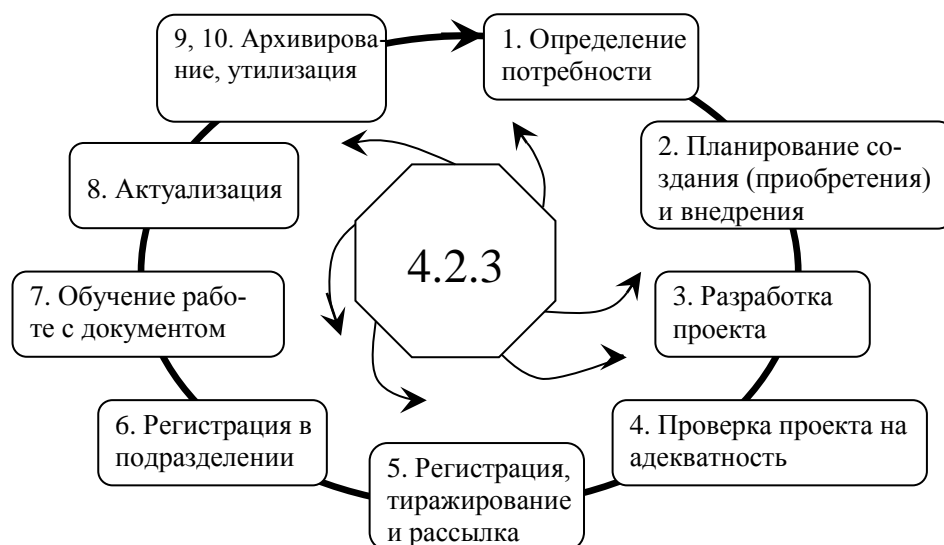 9, 10. Архивирова-
ние, утилизация
1. Определение
потребности
2. Планирование со-
здания (приобретения)
и внедрения
8. Актуализация
4.2.3
7. Обучение рабо-
те с документом
3. Разработка
проекта
6. Регистрация в
подразделении
4. Проверка проекта на
адекватность
5. Регистрация,
тиражирование
и рассылка